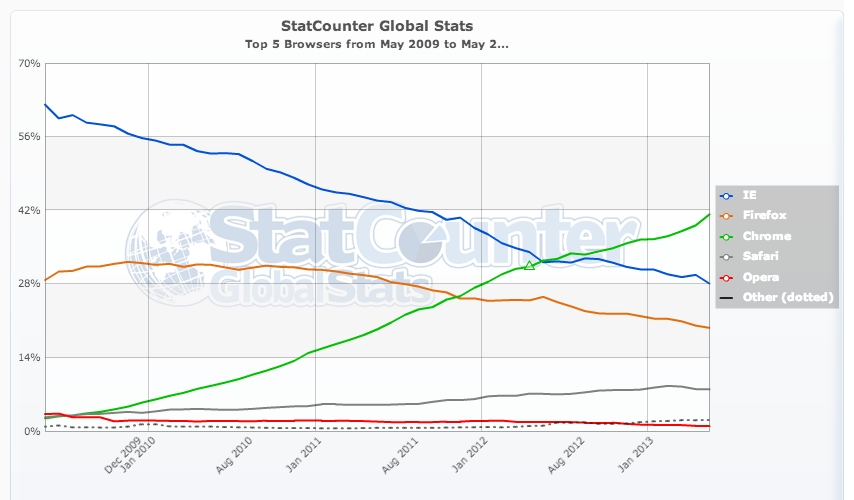 StatCounter Global Stats
Top 5 Browsers from May 2009 to May 2...
70%
56%
42%
28%
14%
0%
StatCounter
Global Stats
IE
Firefox
Chrome
Safari
Opera
Other (dotted)
Dec 2009
Jan 2010
Aug 2010
Jan 2011
Aug 2011
Jan 2012
Aug 2012
Jan 2013